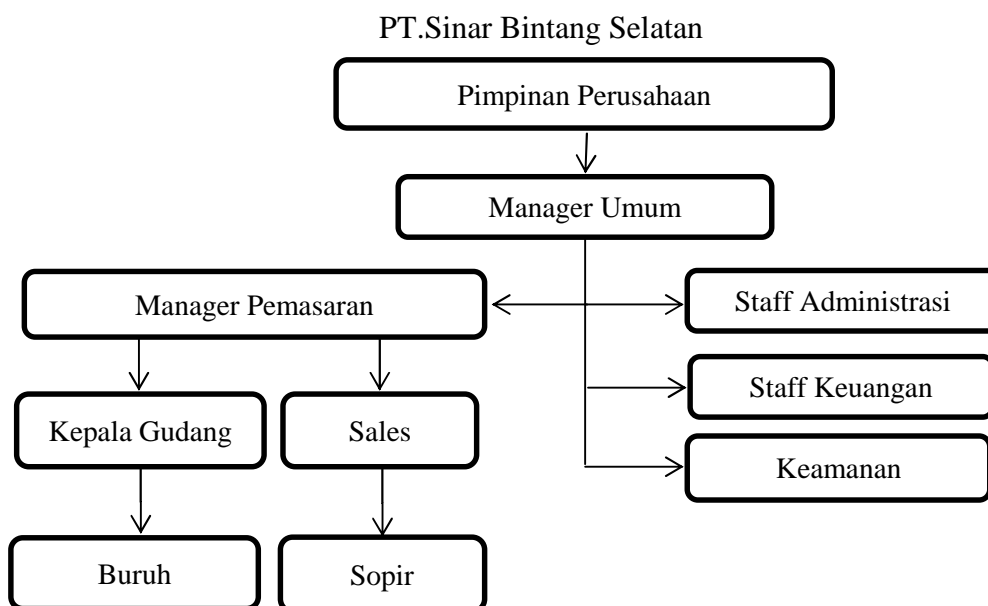 PT.Sinar Bintang Selatan
Pimpinan Perusahaan
Manager Umum
Manager Pemasaran
Staff Administrasi
Staff Keuangan
Kepala Gudang
Sales
Keamanan
Buruh
Sopir